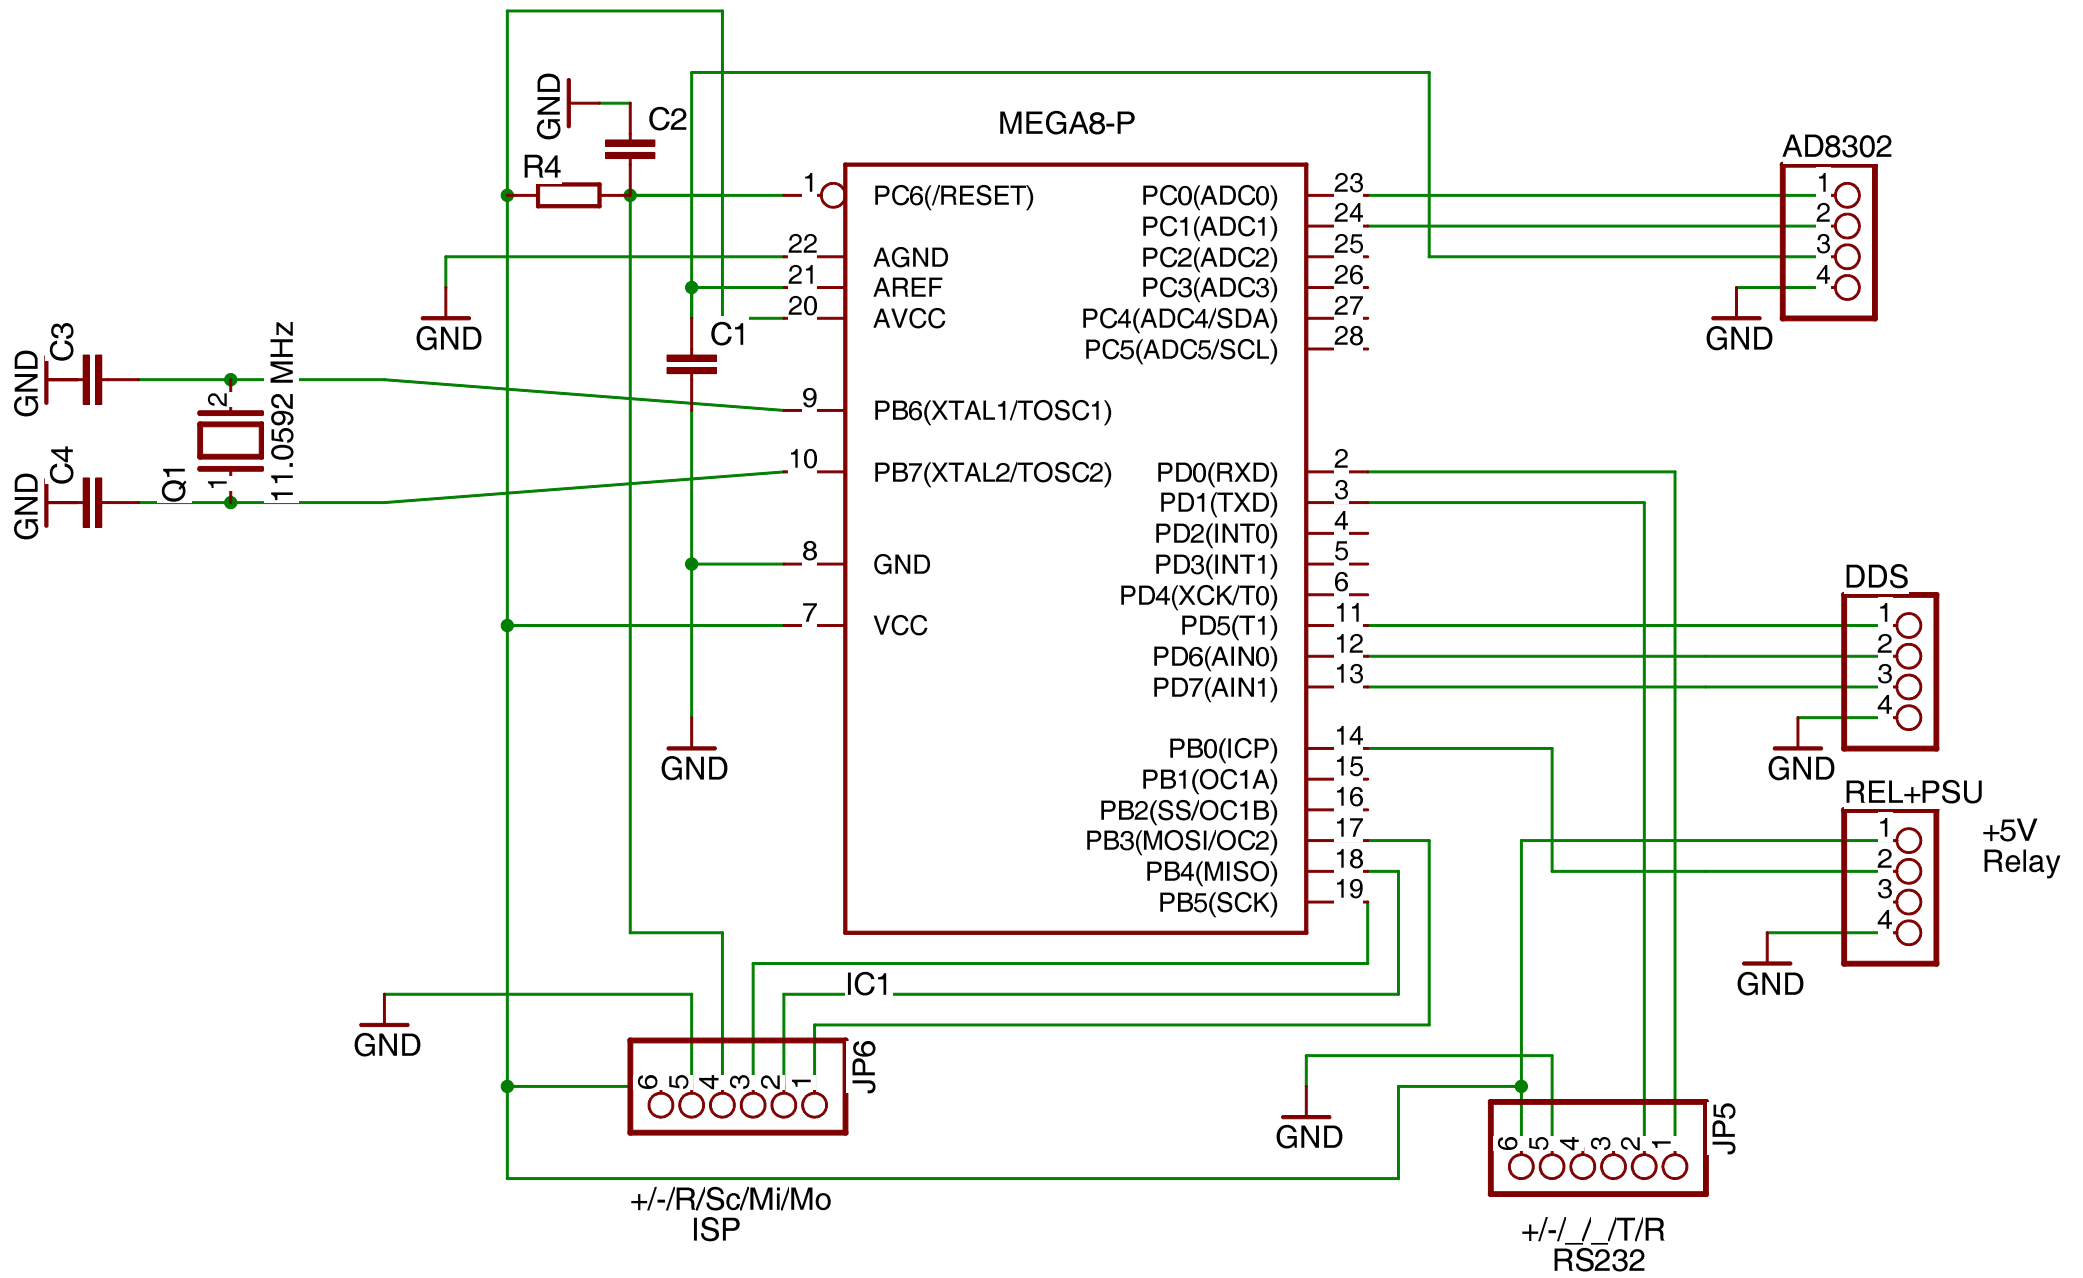 MEGA8-P
GND
C2
R4
1 PC6(/RESET)
22 AGND
21 AREF
20 AVCC
C1
GND
9 PB6(XTAL1/TOSC1)
10 PB7(XTAL2/TOSC2)
8 GND
7 VCC
GND
GND
C3
GND
C4
Q1
2
1
11.0592 MHz
PC0(ADC0) 23
PC1(ADC1) 24
PC2(ADC2) 25
PC3(ADC3) 26
PC4(ADC4/SDA) 27
PC5(ADC5/SCL) 28
PD0(RXD) 2
PD1(TXD) 3
PD2(INT0) 4
PD3(INT1) 5
PD4(XCK/T0) 6
PD5(T1) 11
PD6(AIN0) 12
PD7(AIN1) 13
PB0(ICP) 14
PB1(OC1A) 15
PB2(SS/OC1B) 16
PB3(MOSI/OC2) 17
PB4(MISO) 18
PB5(SCK) 19
IC1
AD8302
1
2
3
4
GND
DDS
1
2
3
4
GND
REL+PSU
1
2
3
4
+5V
Relay
GND
GND
6 5 4 3 2 1
JP6
+/-/R/Sc/Mi/Mo
ISP
GND
6 5 4 3 2 1
JP5
+/-/_/_/T/R
RS232